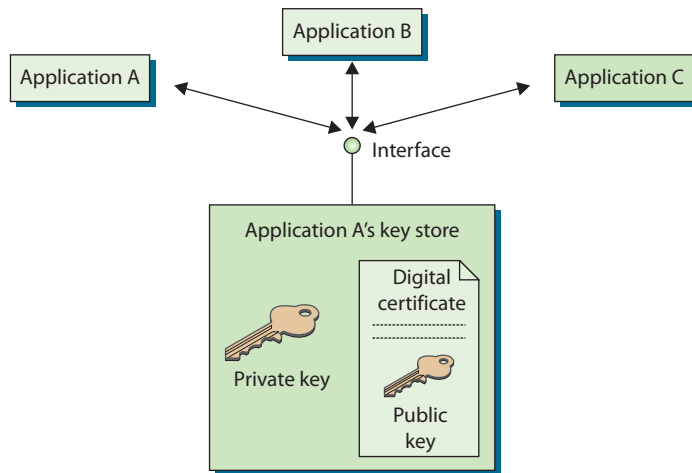 Application B
Application A
Application C
Interface
Application A’s key store
Digital
certificate
Private key
Public
key